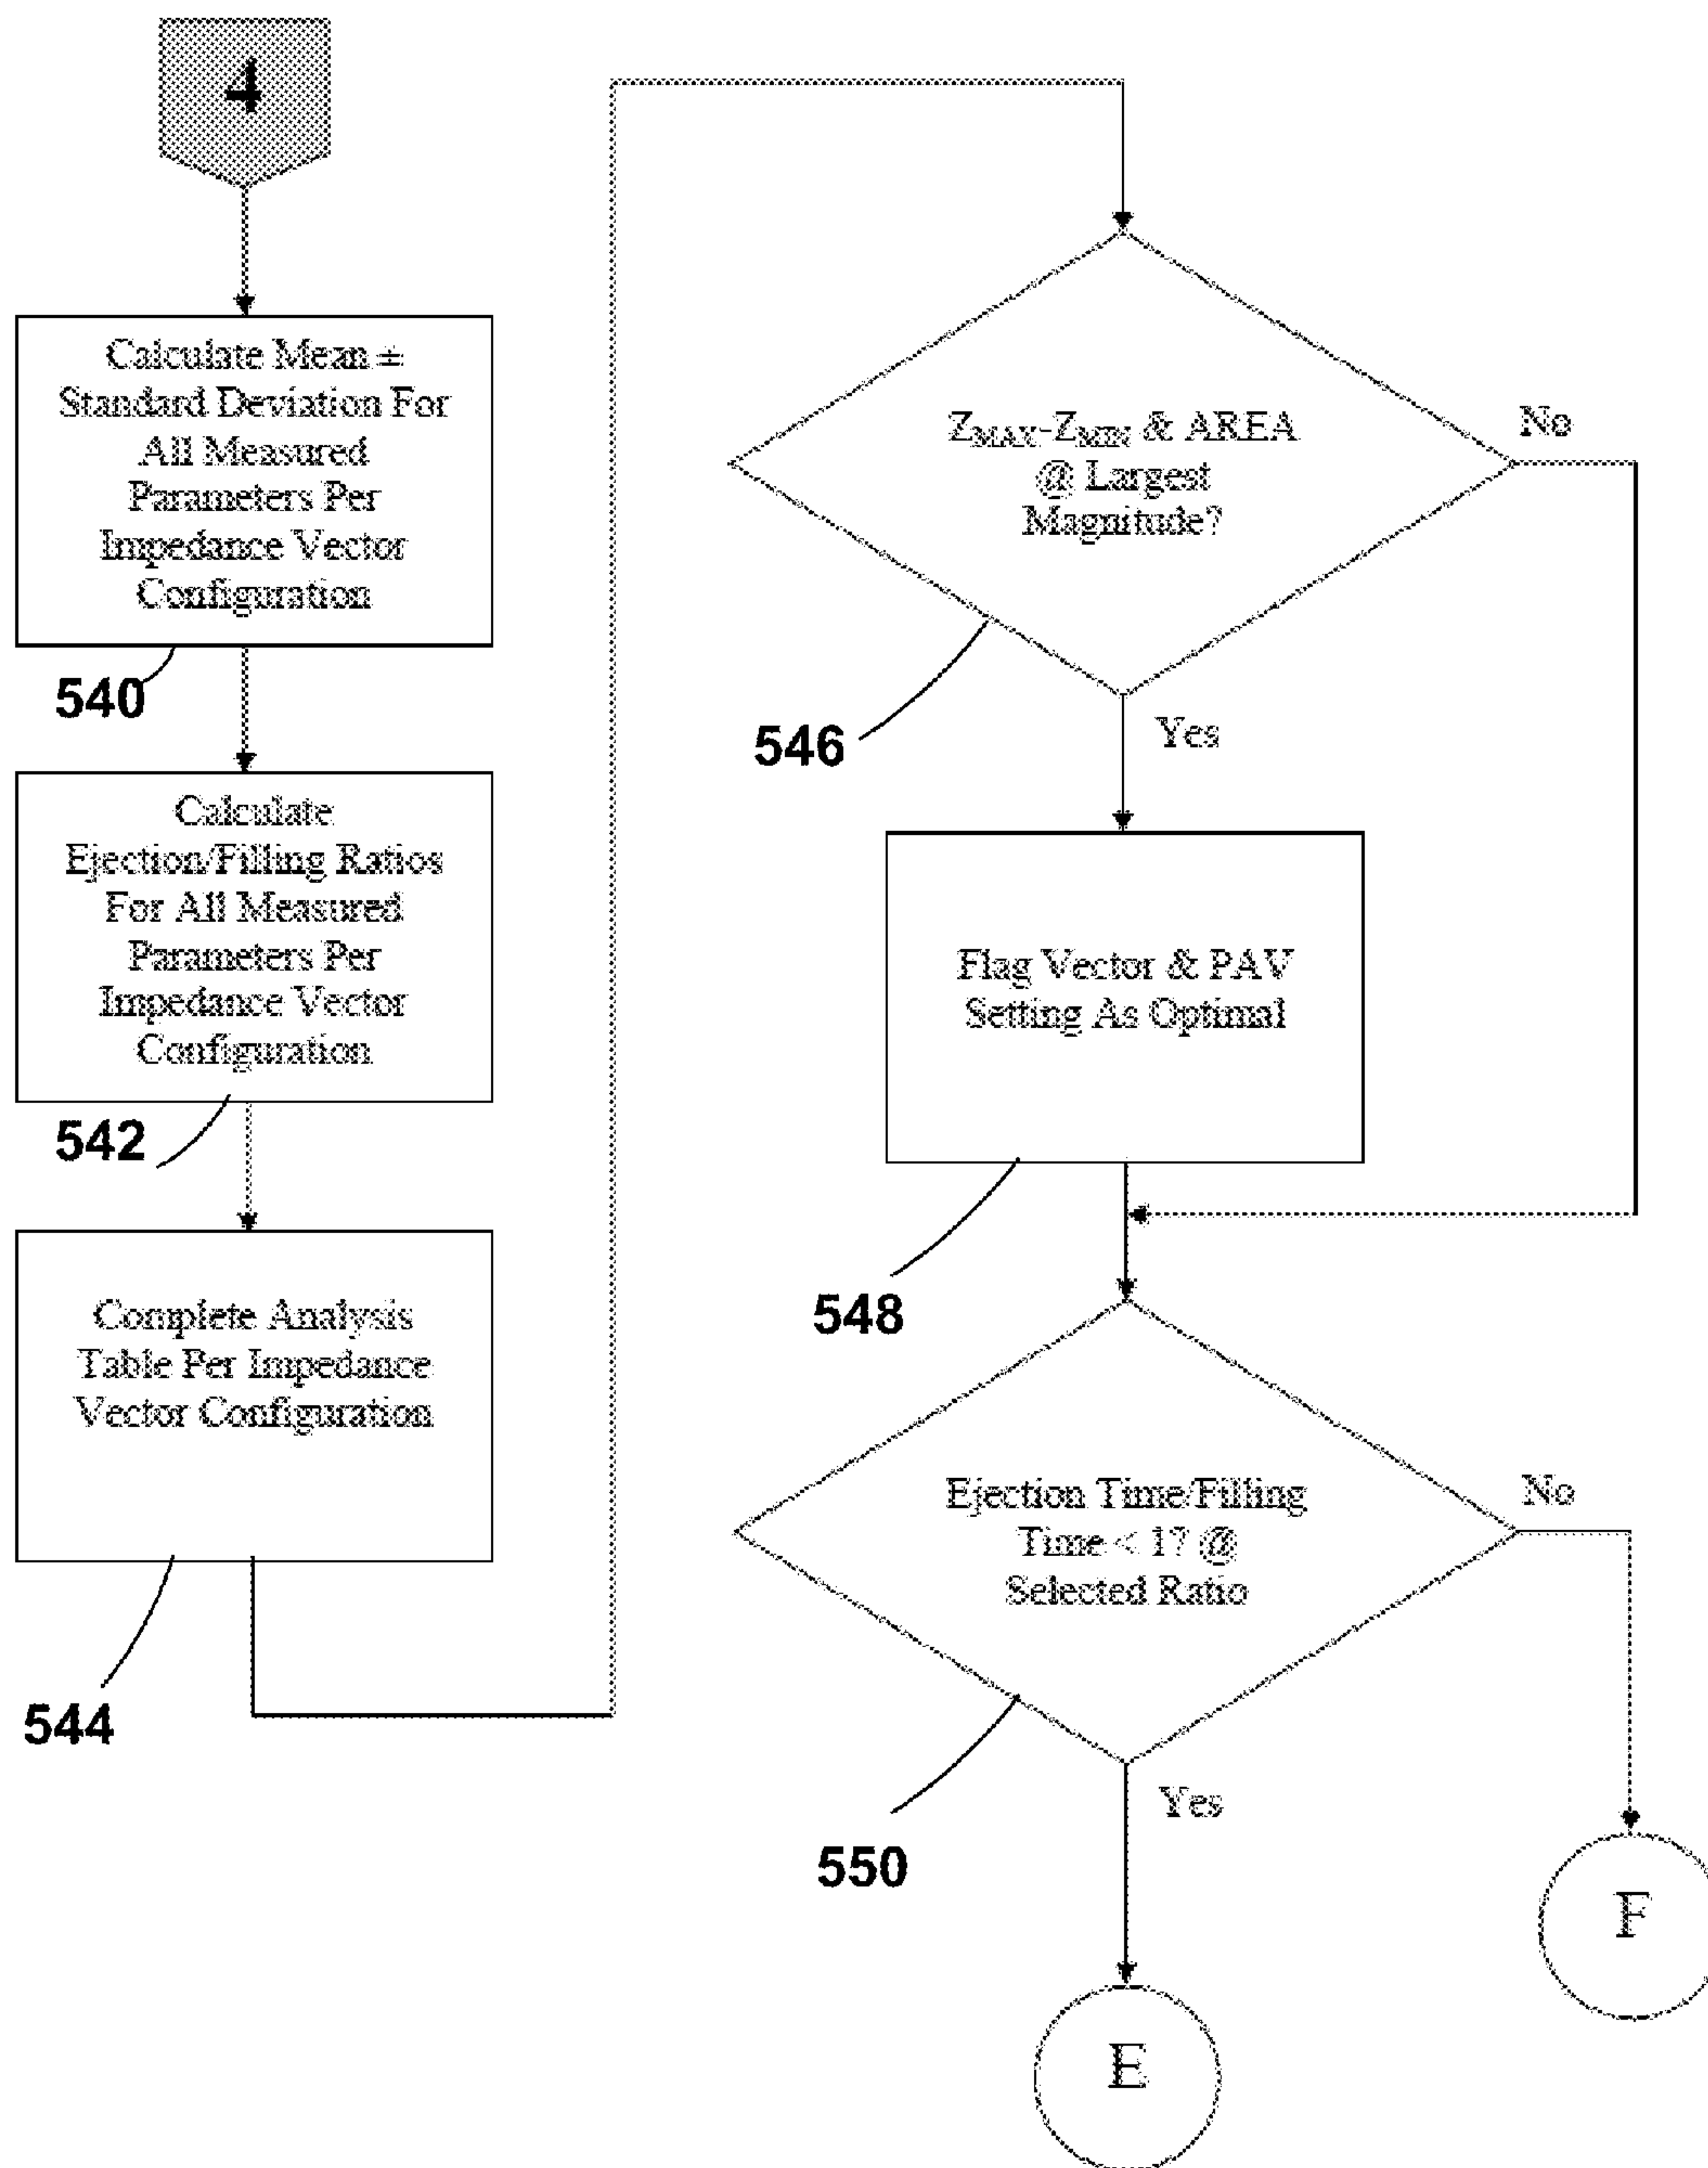 4
Calculate Mean ±
Standard Deviation For
All Measured
Parameters Per
Impedance Vector
Configuration
540
Calculate
Ejection/Filling Ratios
For All Measured
Parameters Per
Impedance Vector
Configuration
542
Complete Analysis
Table Per Impedance
Vector Configuration
544
Z_MAX-Z_MIN & AREA
@ Largest
Magnitude?
No
546
Yes
Flag Vector & PAV
Setting As Optimal
548
Ejection Time/Filling
Time < 1? @
Selected Ratio
No
550
Yes
F
E